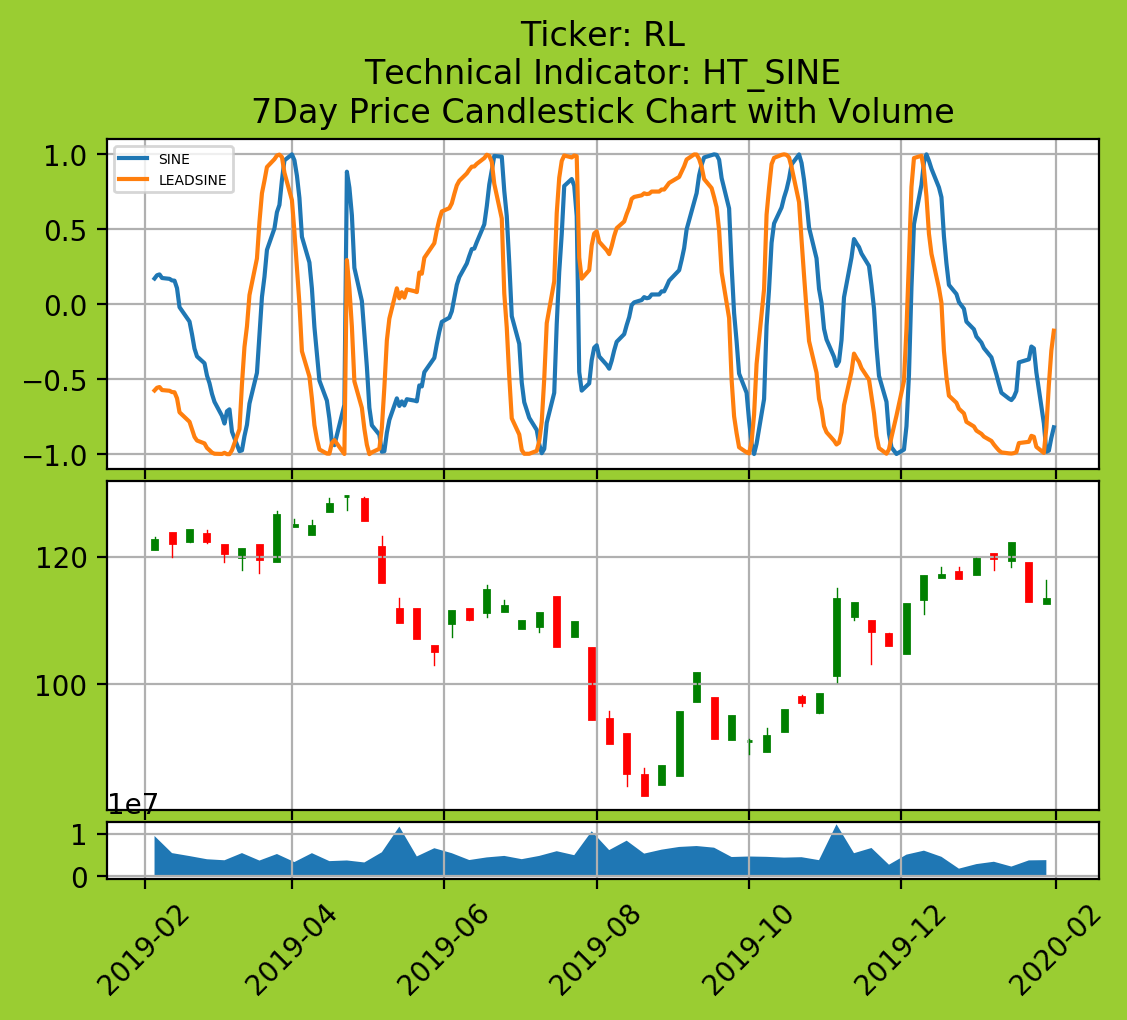 Ticker: RL
Technical Indicator: HT_SINE
7Day Price Candlestick Chart with Volume
SINE
LEADSINE
1.0
0.5
0.0
−0.5
−1.0
120
100
1e7
1
0
2019-02
2019-04
2019-06
2019-08
2019-10
2019-12
2020-02